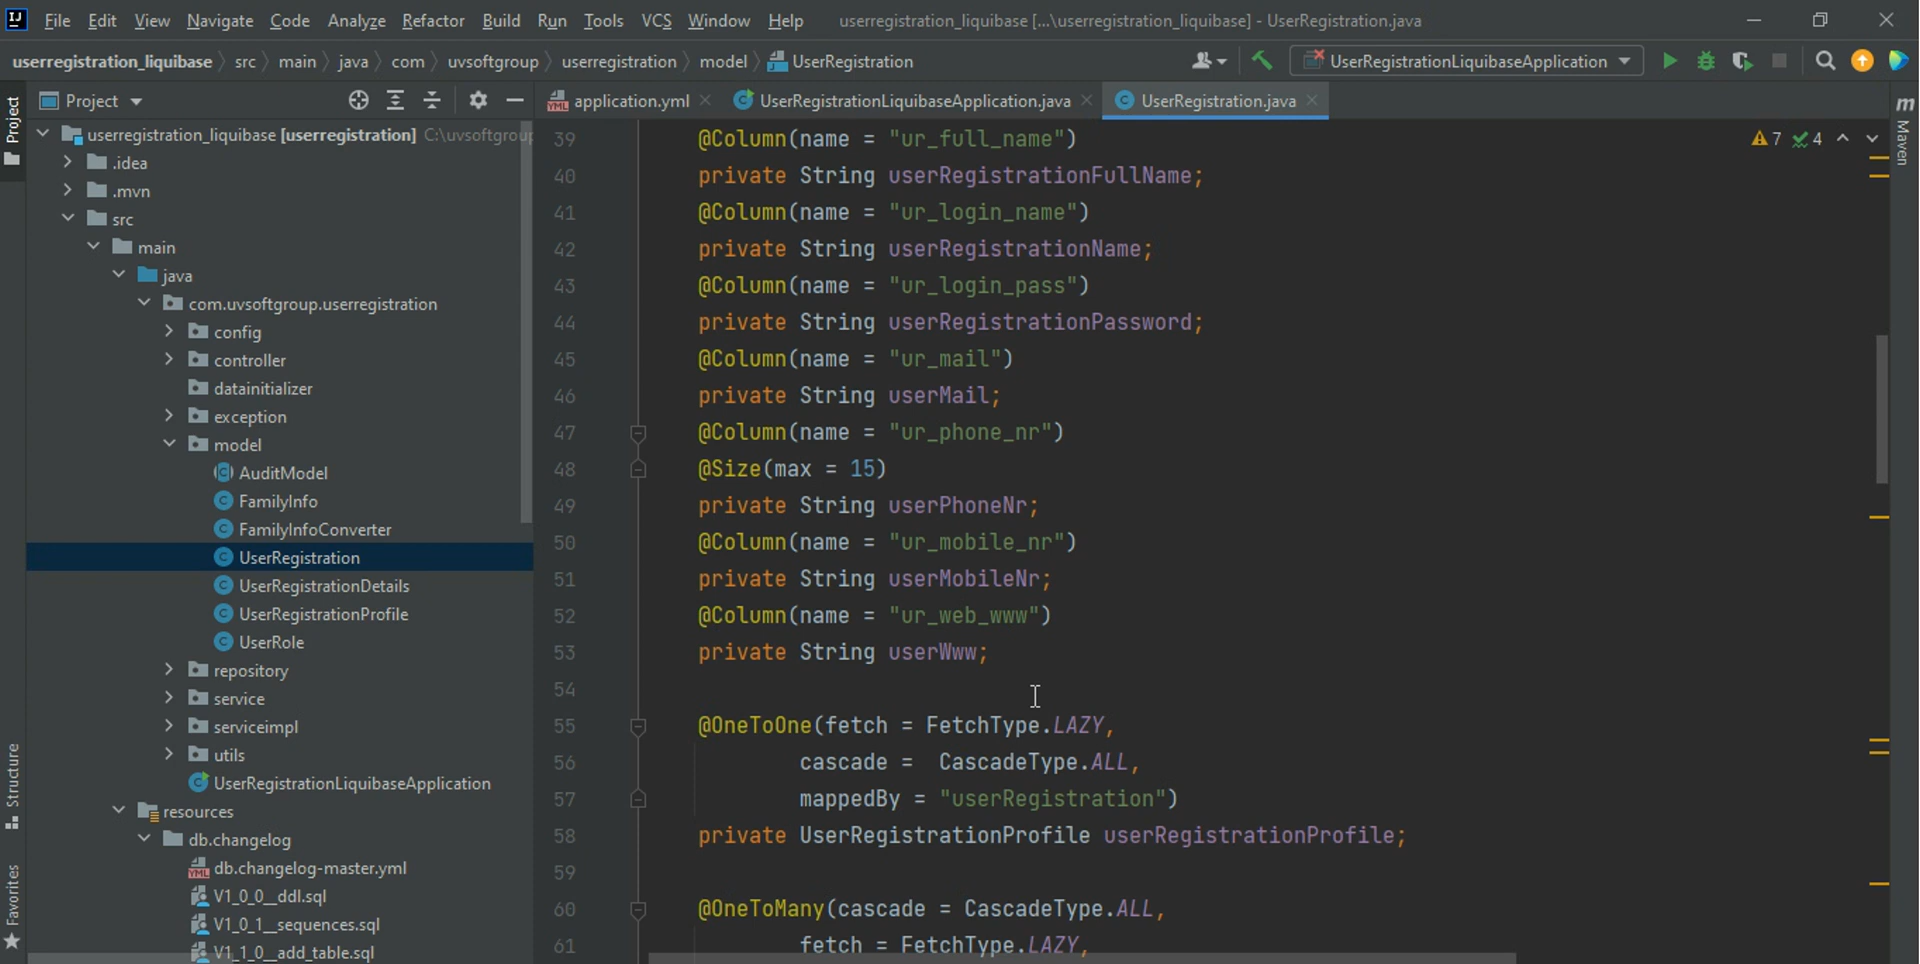 File Edit View Navigate Code Analyze Refactor Build Run Tools VCS Window Help userregistration_liquibase [...\userregistration_liquibase] - UserRegistration.java
userregistration_liquibase src main java com uvsoftgroup userregistration model UserRegistration UserRegistrationLiquibaseApplication
Project application.yml UserRegistrationLiquibaseApplication.java UserRegistration.java
Project
Structure
Favorites
m Maven
userregistration_liquibase [userregistration] C:\uvsoftgroup
.idea
.mvn
src
main
java
com.uvsoftgroup.userregistration
config
controller
datainitializer
exception
model
AuditModel
FamilyInfo
FamilyInfoConverter
UserRegistration
UserRegistrationDetails
UserRegistrationProfile
UserRole
repository
service
serviceimpl
utils
UserRegistrationLiquibaseApplication
resources
db.changelog
db.changelog-master.yml
V1_0_0__ddl.sql
V1_0_1__sequences.sql
V1_1_0__add_table.sql
7 4
39 @Column(name = "ur_full_name")
40 private String userRegistrationFullName;
41 @Column(name = "ur_login_name")
42 private String userRegistrationName;
43 @Column(name = "ur_login_pass")
44 private String userRegistrationPassword;
45 @Column(name = "ur_mail")
46 private String userMail;
47 @Column(name = "ur_phone_nr")
48 @Size(max = 15)
49 private String userPhoneNr;
50 @Column(name = "ur_mobile_nr")
51 private String userMobileNr;
52 @Column(name = "ur_web_www")
53 private String userWww;
54
55 @OneToOne(fetch = FetchType.LAZY,
56 cascade =  CascadeType.ALL,
57 mappedBy = "userRegistration")
58 private UserRegistrationProfile userRegistrationProfile;
59
60 @OneToMany(cascade = CascadeType.ALL,
61 fetch = FetchType.LAZY,